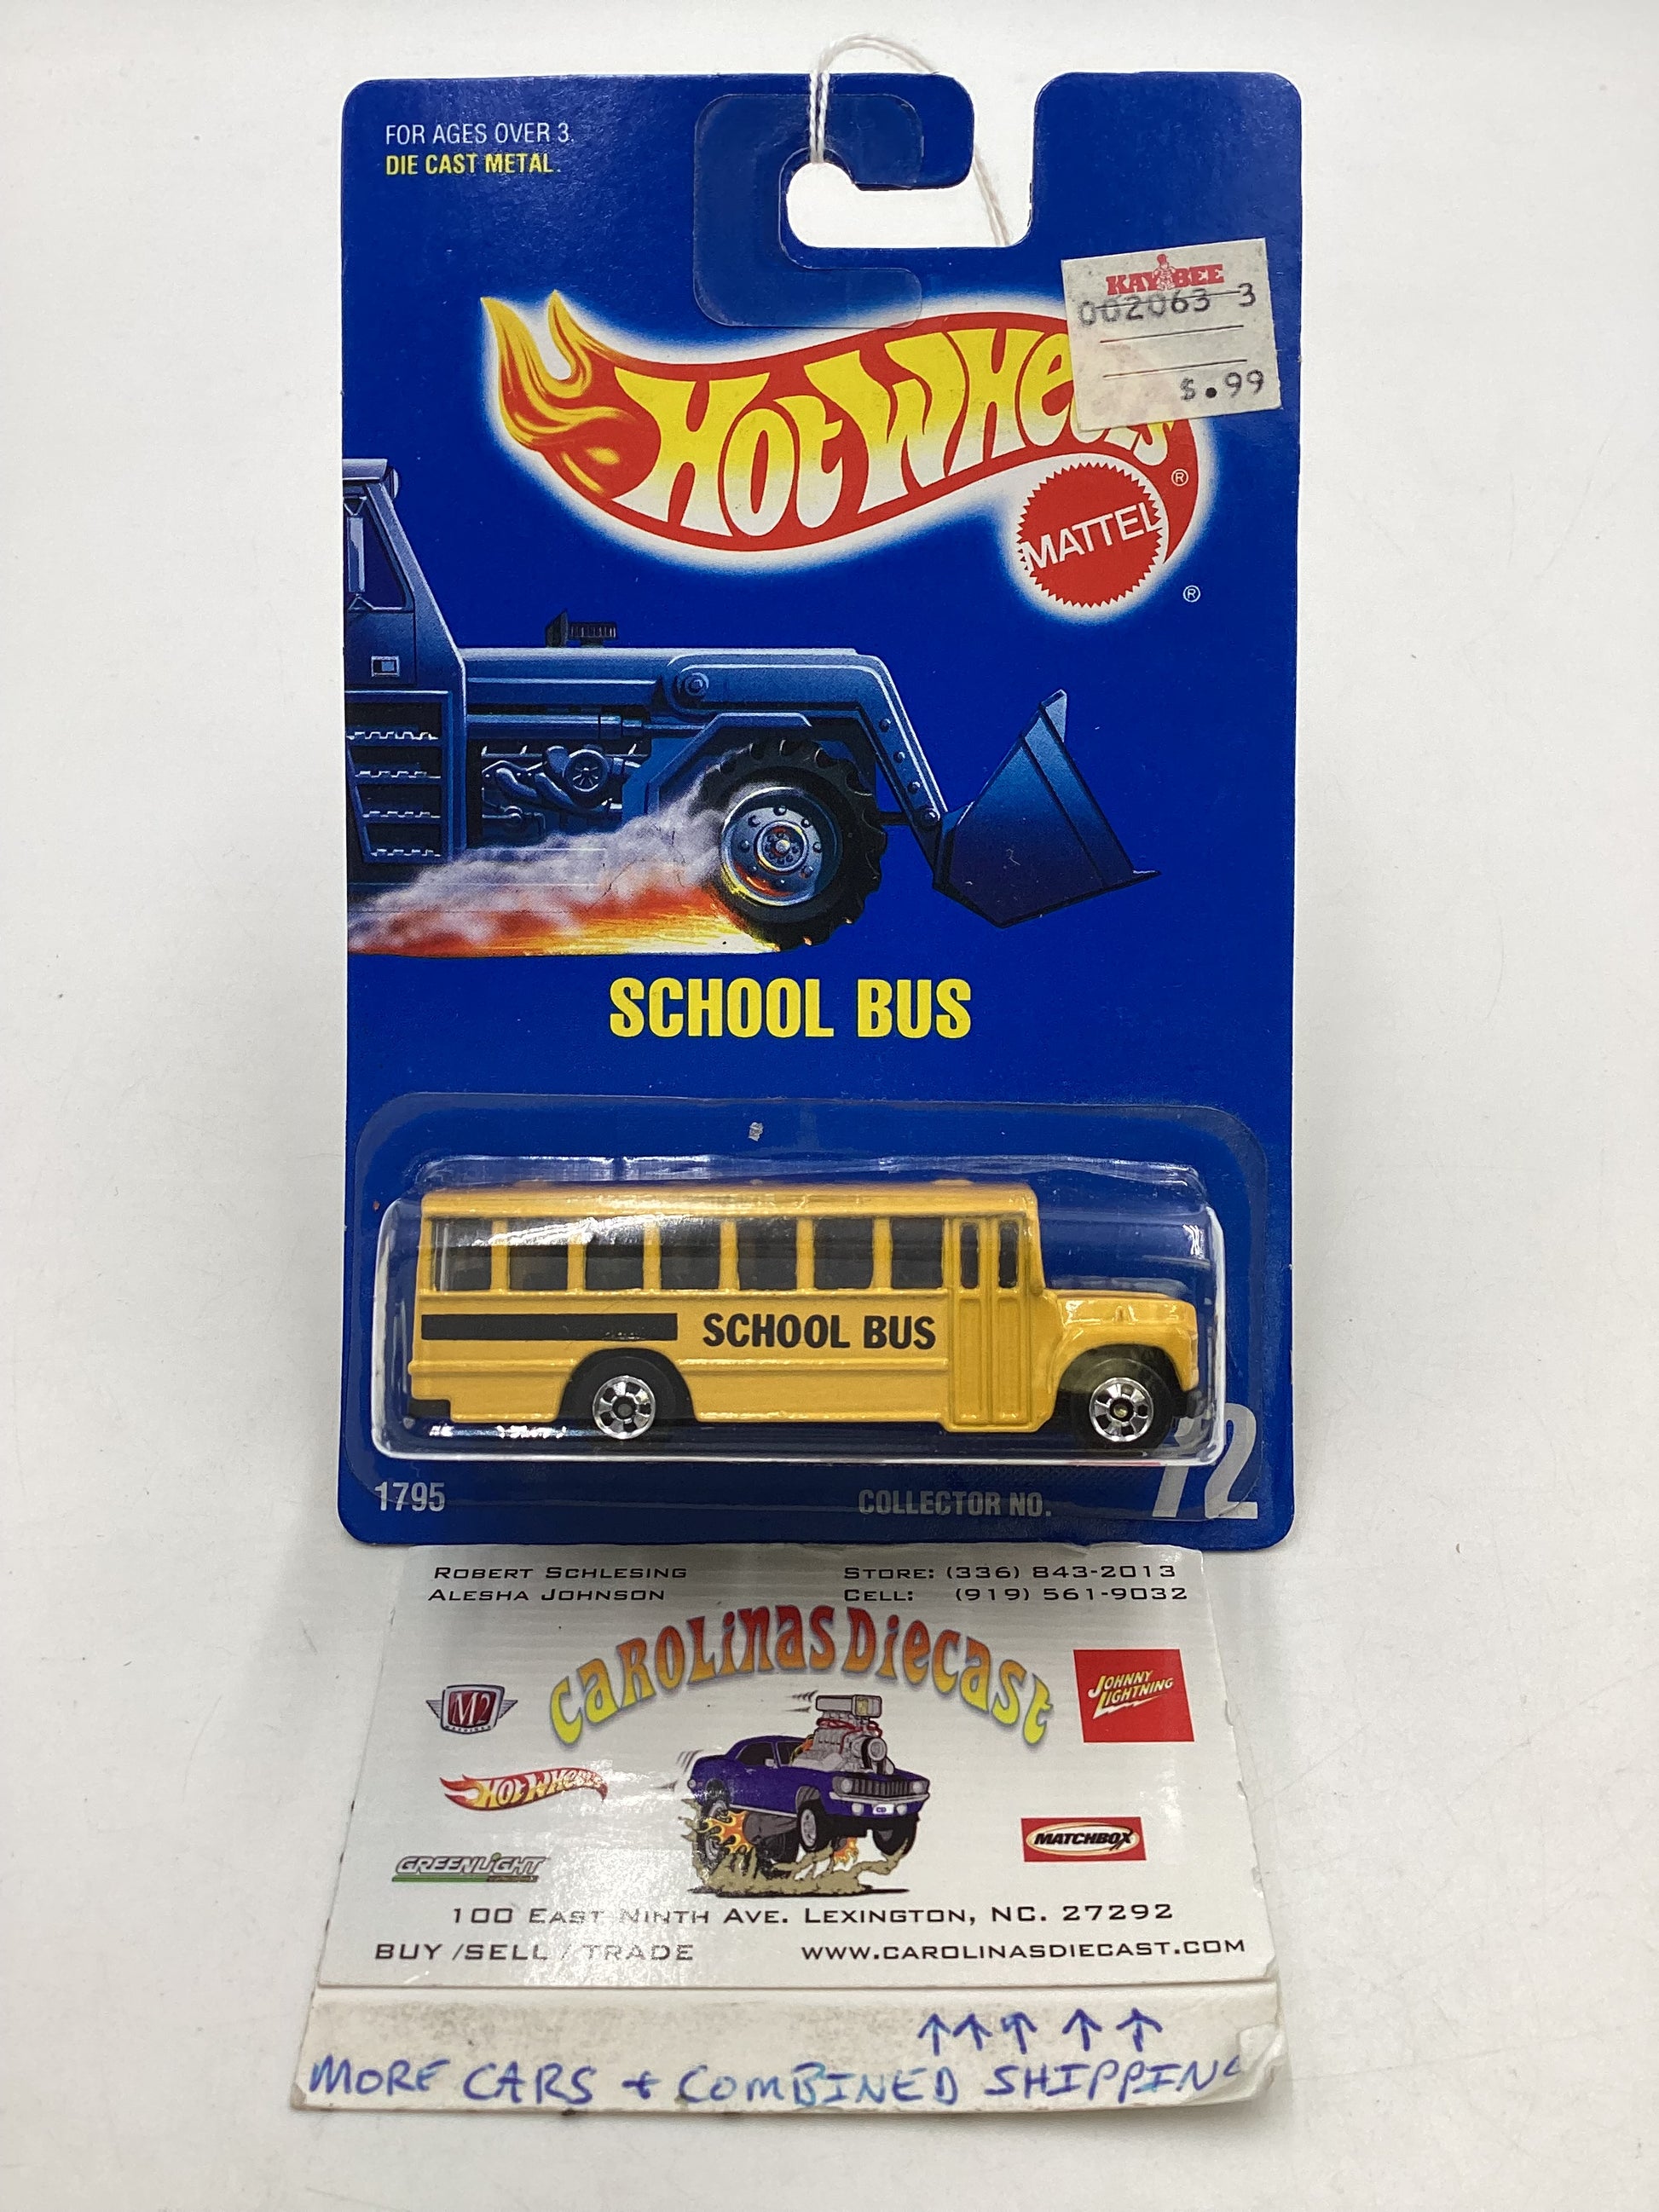 FOR AGES OVER 3.
DIE CAST METAL.
KAY BEE
002063 3
$.99
HOT WHEELS
®
MATTEL
®
SCHOOL BUS
SCHOOL BUS
1795
COLLECTOR NO. 72
ROBERT SCHLESING
STORE: (336) 843-2013
ALESHA JOHNSON
CELL: (919) 561-9032
CAROLINAS DIECAST
M2
JOHNNY LIGHTNING
HOT WHEELS
MATCHBOX
GREENLIGHT
100 EAST NINTH AVE. LEXINGTON, NC. 27292
BUY /SELL / TRADE
WWW.CAROLINASDIECAST.COM
↑↑↑ ↑ ↑
MORE CARS + COMBINED SHIPPING